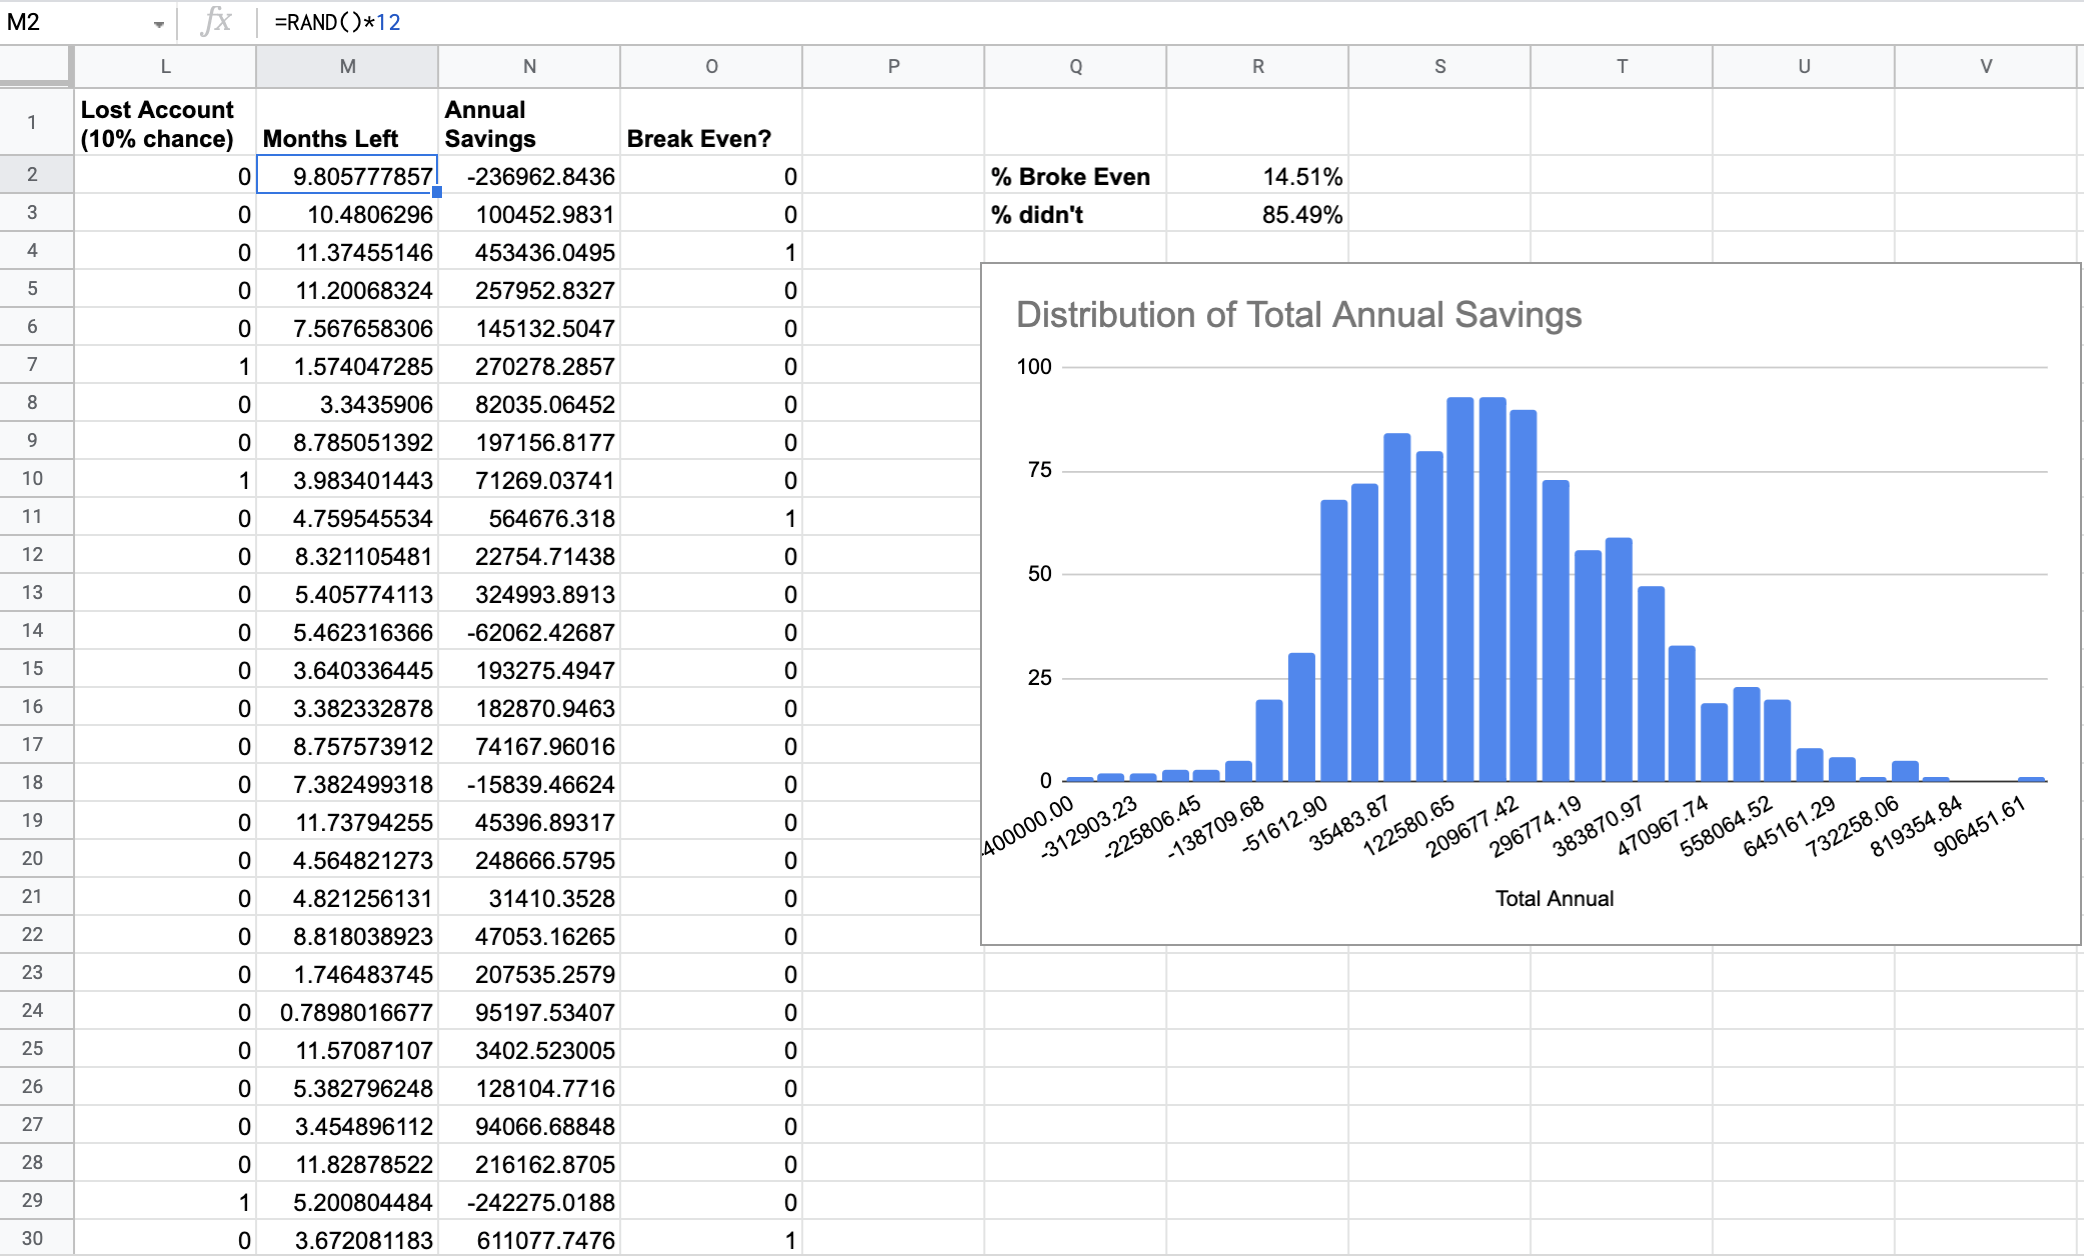 M2 fx =RAND()*12
L M N O P Q R S T U V
1 Lost Account (10% chance) Months Left Annual Savings Break Even?
2 0 9.805777857 -236962.8436 0 % Broke Even 14.51%
3 0 10.4806296 100452.9831 0 % didn't 85.49%
4 0 11.37455146 453436.0495 1
5 0 11.20068324 257952.8327 0
6 0 7.567658306 145132.5047 0
7 1 1.574047285 270278.2857 0
8 0 3.3435906 82035.06452 0
9 0 8.785051392 197156.8177 0
10 1 3.983401443 71269.03741 0
11 0 4.759545534 564676.318 1
12 0 8.321105481 22754.71438 0
13 0 5.405774113 324993.8913 0
14 0 5.462316366 -62062.42687 0
15 0 3.640336445 193275.4947 0
16 0 3.382332878 182870.9463 0
17 0 8.757573912 74167.96016 0
18 0 7.382499318 -15839.46624 0
19 0 11.73794255 45396.89317 0
20 0 4.564821273 248666.5795 0
21 0 4.821256131 31410.3528 0
22 0 8.818038923 47053.16265 0
23 0 1.746483745 207535.2579 0
24 0 0.7898016677 95197.53407 0
25 0 11.57087107 3402.523005 0
26 0 5.382796248 128104.7716 0
27 0 3.454896112 94066.68848 0
28 0 11.82878522 216162.8705 0
29 1 5.200804484 -242275.0188 0
30 0 3.672081183 611077.7476 1
Distribution of Total Annual Savings
100
75
50
25
0
-400000.00 -312903.23 -225806.45 -138709.68 -51612.90 35483.87 122580.65 209677.42 296774.19 383870.97 470967.74 558064.52 645161.29 732258.06 819354.84 906451.61
Total Annual